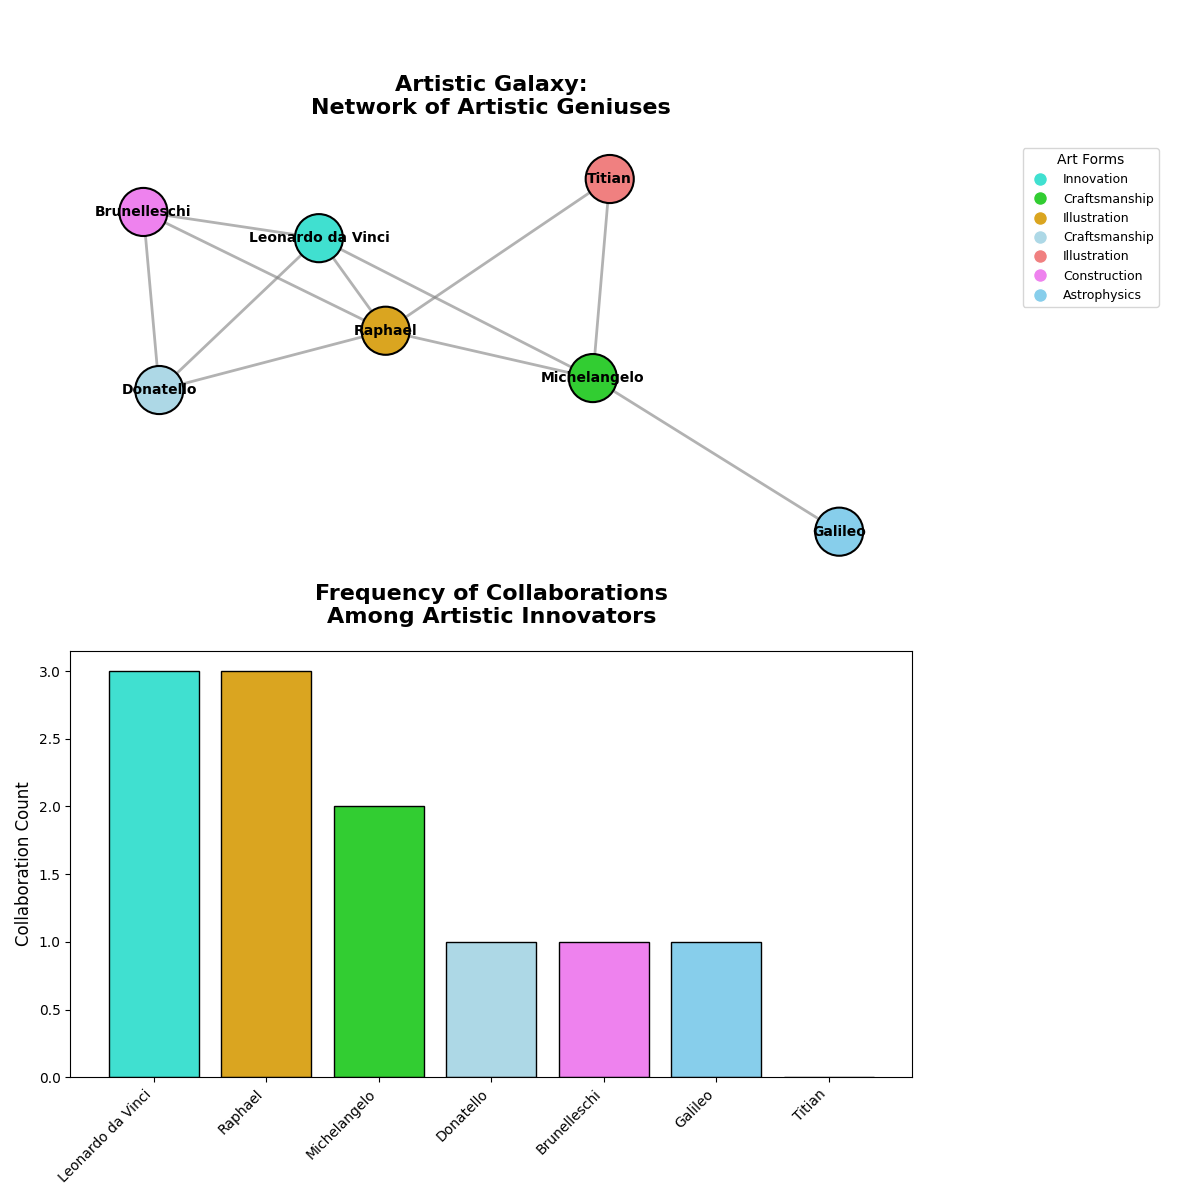 Artistic Galaxy:
Network of Artistic Geniuses
Titian
Brunelleschi
Leonardo da Vinci
Raphael
Michelangelo
Donatello
Galileo
Art Forms
Innovation
Craftsmanship
Illustration
Craftsmanship
Illustration
Construction
Astrophysics
Frequency of Collaborations
Among Artistic Innovators
Collaboration Count
3.0
2.5
2.0
1.5
1.0
0.5
0.0
Leonardo da Vinci
Raphael
Michelangelo
Donatello
Brunelleschi
Galileo
Titian